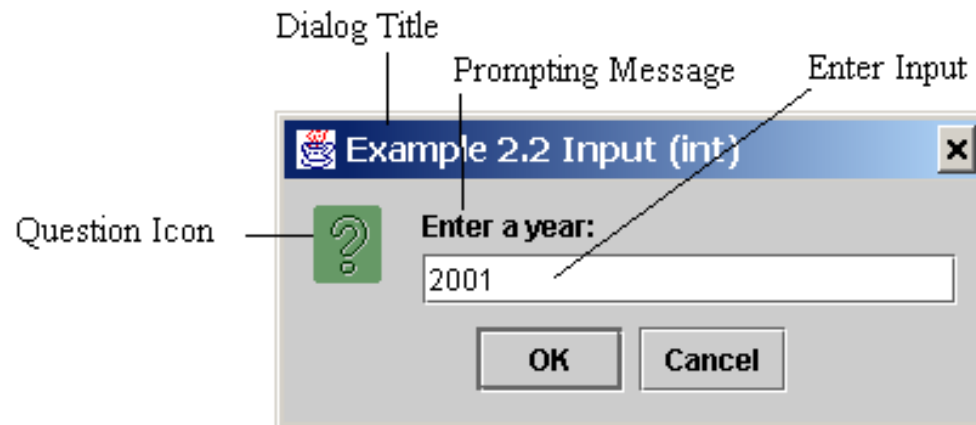 Dialog Title
Prompting Message
Enter Input
Example 2.2 Input (int)
Question Icon
Enter a year:
2001
OK
Cancel